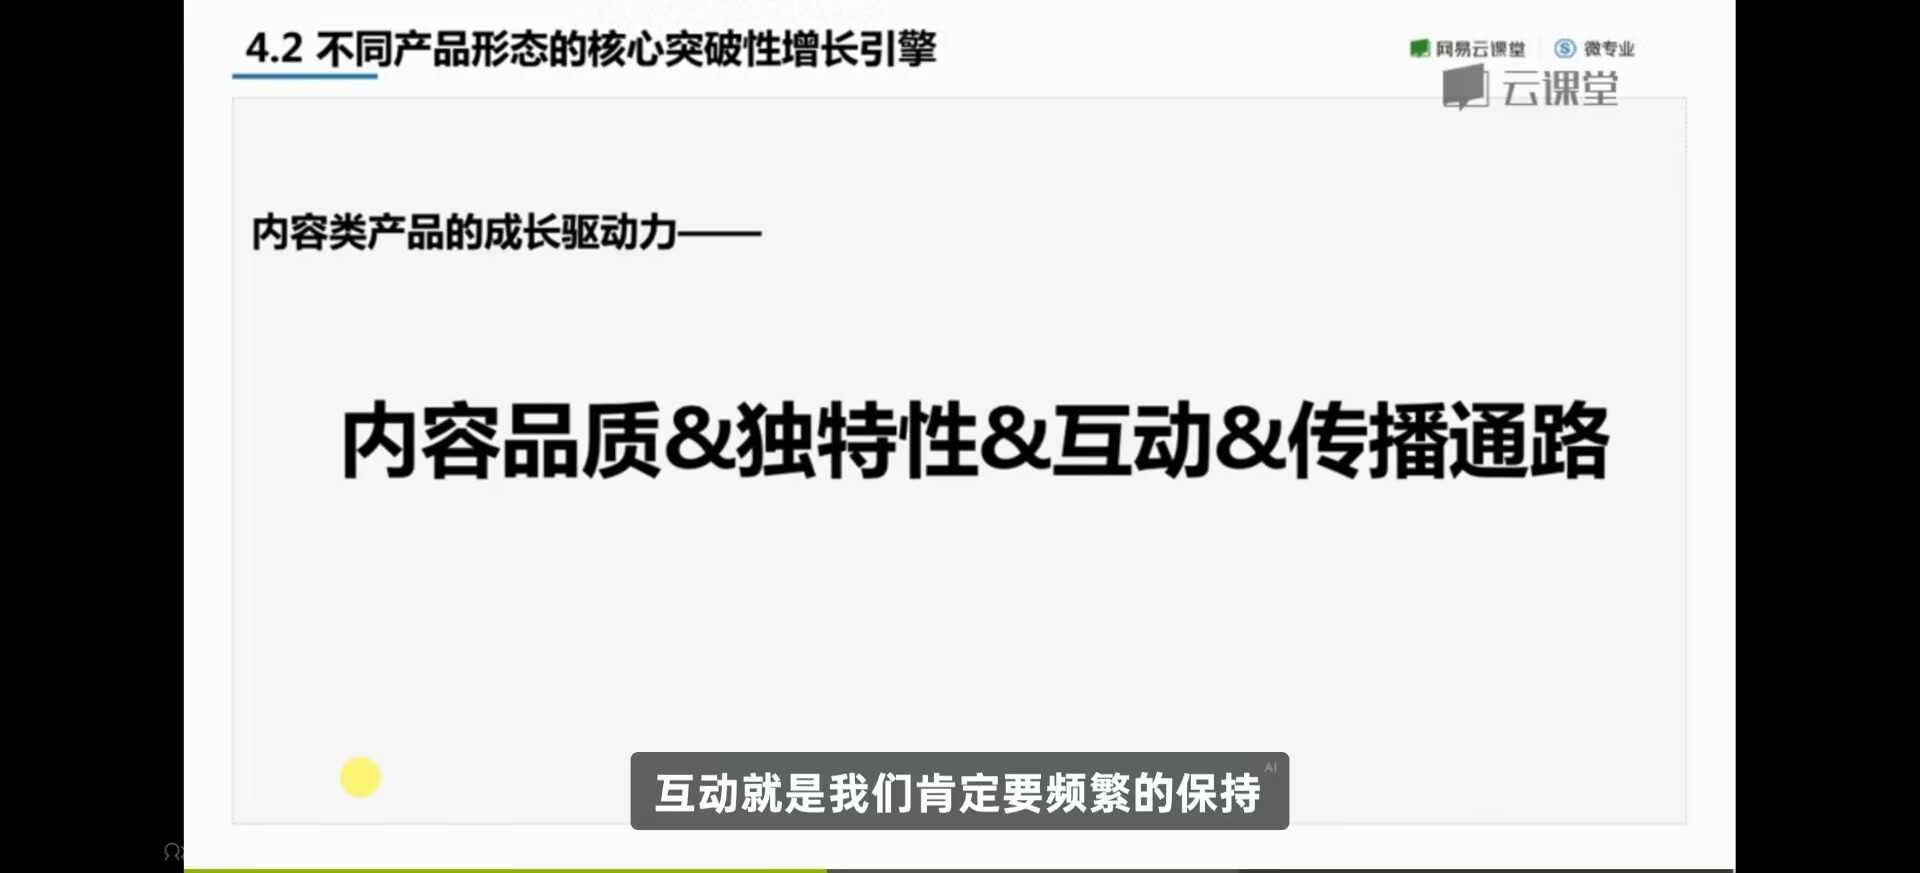 4.2 不同产品形态的核心突破性增长引擎
网易云课堂 微专业
云课堂
内容类产品的成长驱动力——
内容品质&独特性&互动&传播通路
互动就是我们肯定要频繁的保持
AI